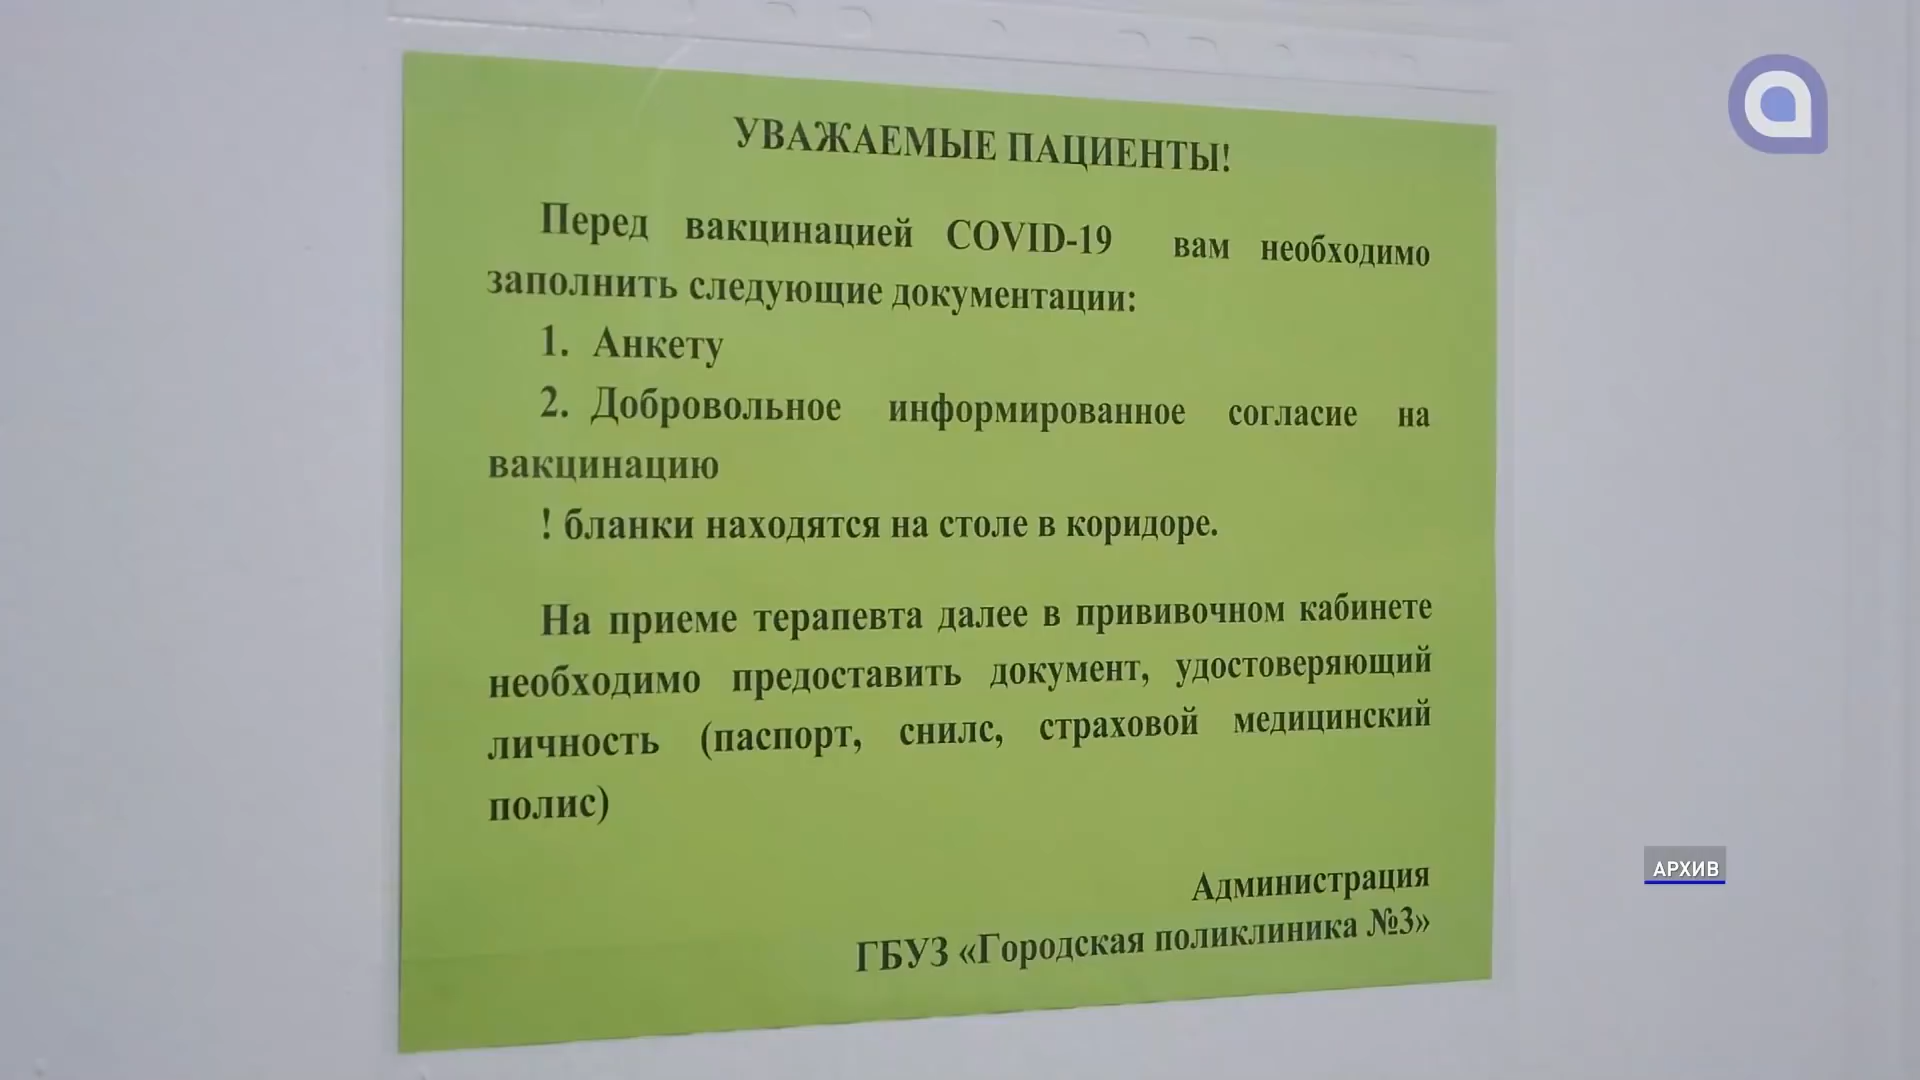 УВАЖАЕМЫЕ ПАЦИЕНТЫ!
Перед вакцинацией COVID-19 вам необходимо
заполнить следующие документации:
1. Анкету
2. Добровольное информированное согласие на
вакцинацию
! бланки находятся на столе в коридоре.
На приеме терапевта далее в прививочном кабинете
необходимо предоставить документ, удостоверяющий
личность (паспорт, снилс, страховой медицинский
полис)
АРХИВ
Администрация
ГБУЗ «Городская поликлиника №3»